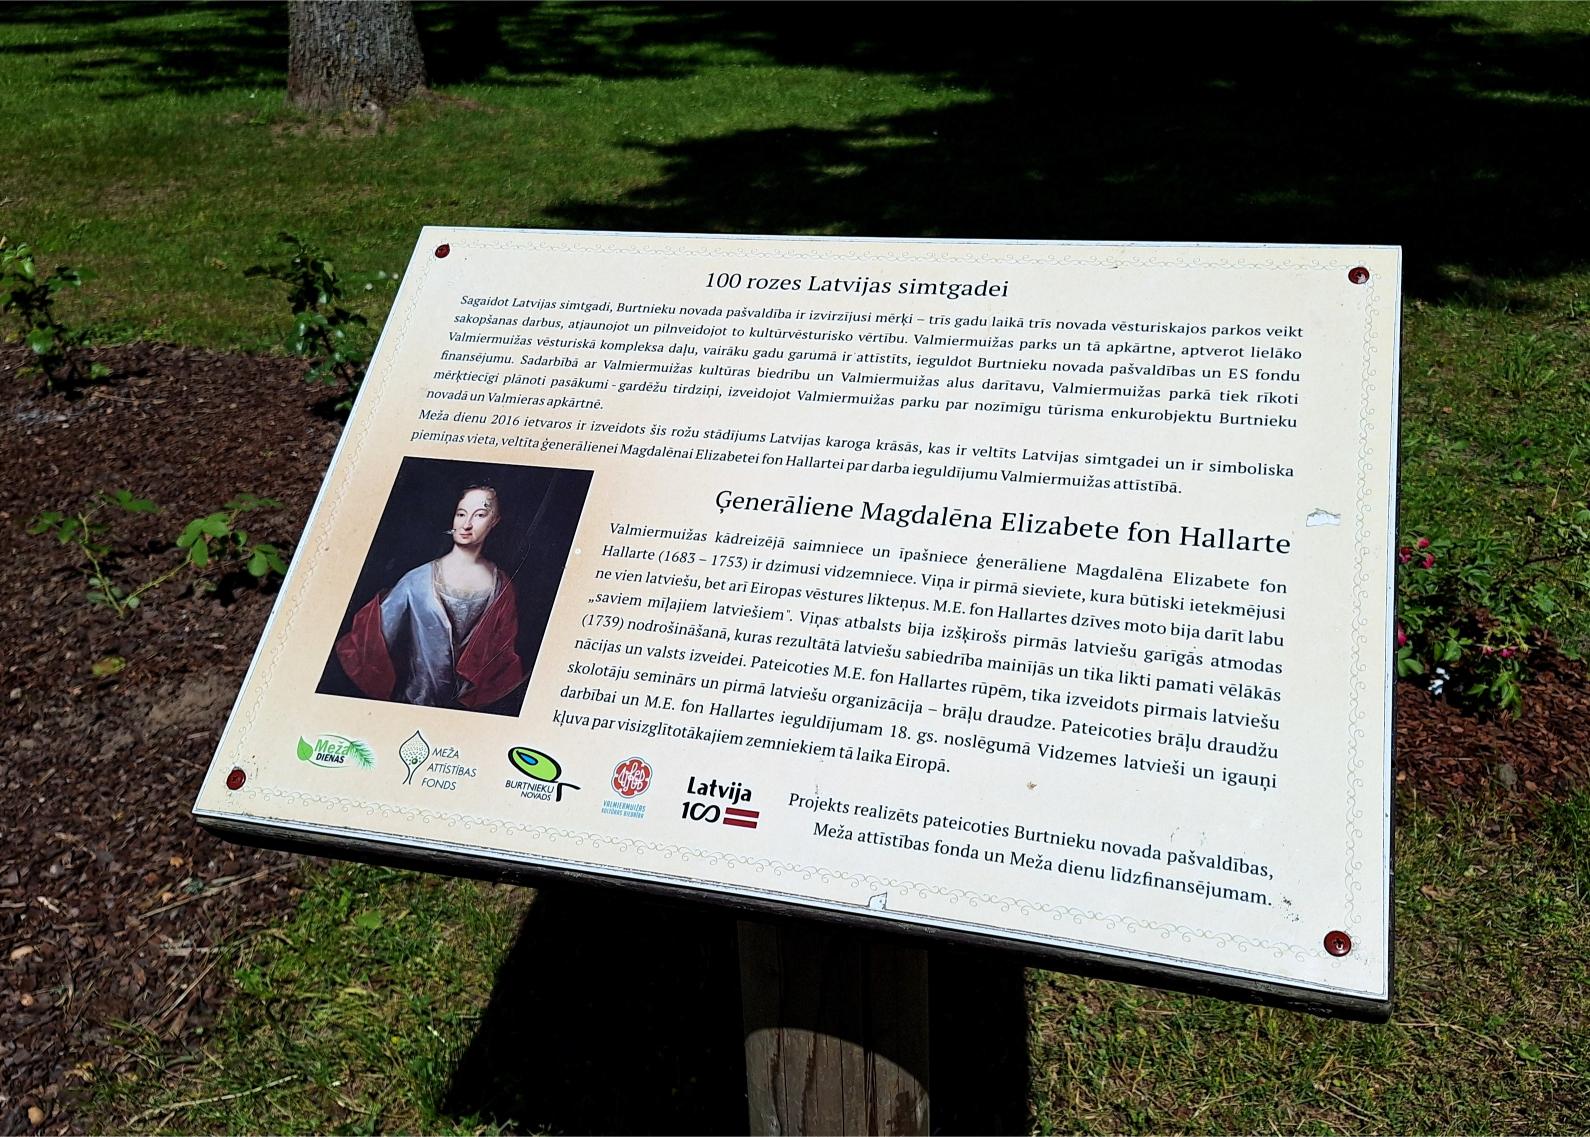 100 rozes Latvijas simtgadei
Sagaidot Latvijas simtgadi, Burtnieku novada pašvaldība ir izvirzījusi mērķi – trīs gadu laikā trīs novada vēsturiskajos parkos veikt
sakopšanas darbus, atjaunojot un pilnveidojot to kultūrvēsturisko vērtību. Valmiermuižas parks un tā apkārtne, aptverot lielāko
Valmiermuižas vēsturiskā kompleksa daļu, vairāku gadu garumā ir attīstīts, ieguldot Burtnieku novada pašvaldības un ES fondu
finansējumu. Sadarbībā ar Valmiermuižas kultūras biedrību un Valmiermuižas alus darītavu, Valmiermuižas parkā tiek rīkoti
mērķtiecīgi plānoti pasākumi - gardēžu tirdziņi, izveidojot Valmiermuižas parku par nozīmīgu tūrisma enkurobjektu Burtnieku
novadā un Valmieras apkārtnē.
Meža dienu 2016 ietvaros ir izveidots šis rožu stādījums Latvijas karoga krāsās, kas ir veltīts Latvijas simtgadei un ir simboliska
piemiņas vieta, veltīta ģenerālienei Magdalēnai Elizabetei fon Hallartei par darba ieguldījumu Valmiermuižas attīstībā.
Ģenerāliene Magdalēna Elizabete fon Hallarte
Valmiermuižas kādreizējā saimniece un īpašniece ģenerāliene Magdalēna Elizabete fon
Hallarte (1683 – 1753) ir dzimusi vidzemniece. Viņa ir pirmā sieviete, kura būtiski ietekmējusi
ne vien latviešu, bet arī Eiropas vēstures likteņus. M.E. fon Hallartes dzīves moto bija darīt labu
„saviem mīļajiem latviešiem". Viņas atbalsts bija izšķirošs pirmās latviešu garīgās atmodas
(1739) nodrošināšanā, kuras rezultātā latviešu sabiedrība mainījās un tika likti pamati vēlākās
nācijas un valsts izveidei. Pateicoties M.E. fon Hallartes rūpēm, tika izveidots pirmais latviešu
skolotāju seminārs un pirmā latviešu organizācija – brāļu draudze. Pateicoties brāļu draudžu
darbībai un M.E. fon Hallartes ieguldījumam 18. gs. noslēgumā Vidzemes latvieši un igauņi
kļuva par visizglītotākajiem zemniekiem tā laika Eiropā.
Meža
DIENAS
MEŽA
ATTĪSTĪBAS
FONDS
BURTNIEKU
NOVADS
VALMIERMUIŽAS
KULTŪRAS BIEDRĪBA
Latvija
100
Projekts realizēts pateicoties Burtnieku novada pašvaldības,
Meža attīstības fonda un Meža dienu līdzfinansējumam.